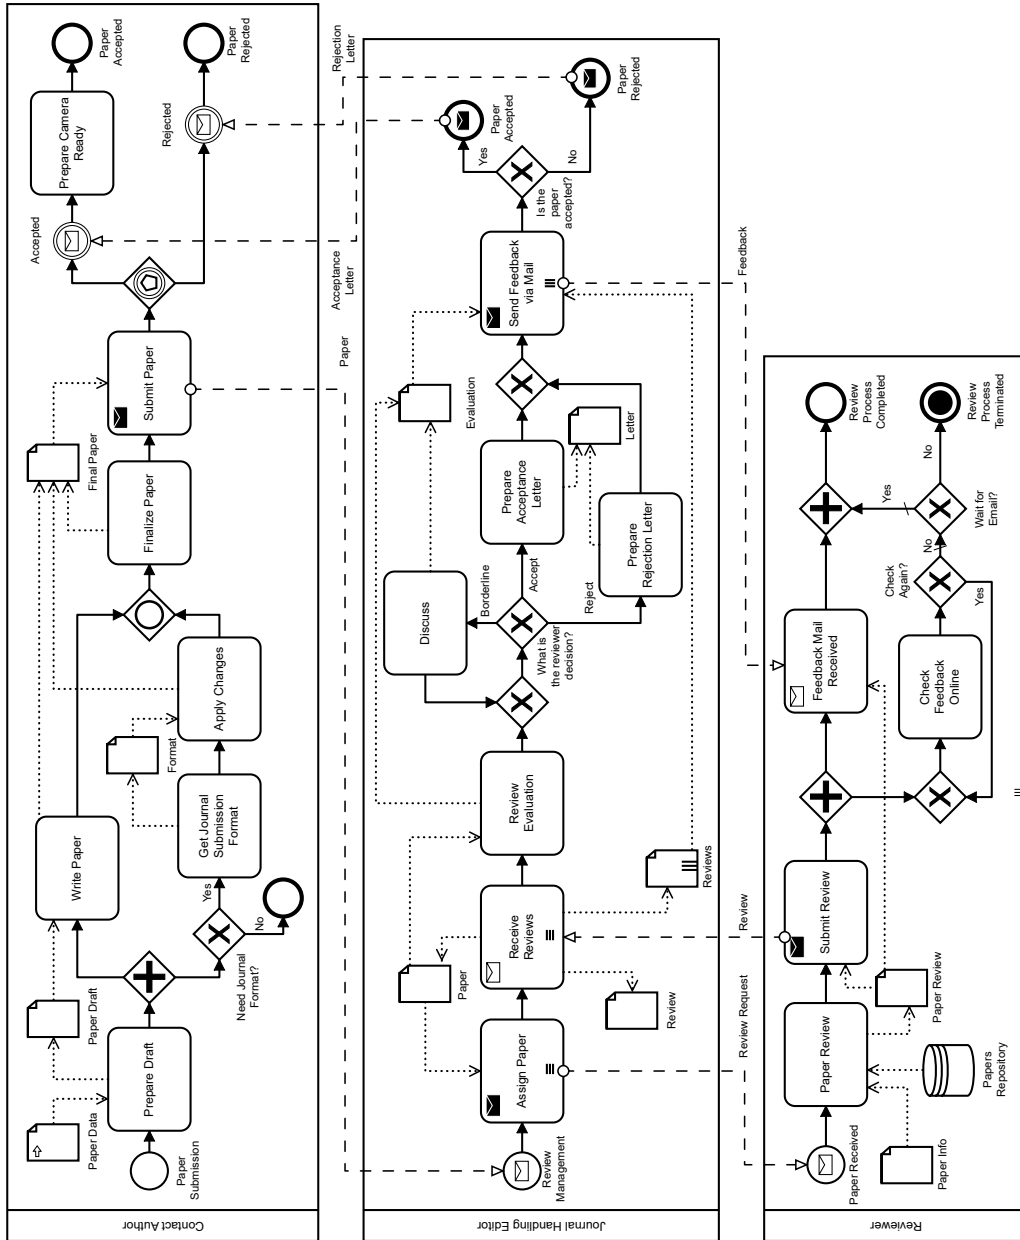 Contact Author
Paper
Submission
Paper Data
Prepare Draft
Paper Draft
Write Paper
Need Journal
Format?
Yes
No
Get Journal
Submission
Format
Format
Apply Changes
Finalize Paper
Final Paper
Submit Paper
Accepted
Rejected
Prepare Camera
Ready
Paper
Accepted
Paper
Rejected
Paper
Acceptance
Letter
Rejection
Letter
Journal Handling Editor
Review
Management
Assign Paper
Paper
Receive
Reviews
Review
Reviews
Review
Evaluation
What is
the reviewer
decision?
Borderline
Accept
Reject
Discuss
Evaluation
Prepare
Acceptance
Letter
Prepare
Rejection Letter
Letter
Send Feedback
via Mail
Is the
paper
accepted?
Yes
No
Paper
Accepted
Paper
Rejected
Review Request
Review
Feedback
Reviewer
Paper Received
Paper Info
Paper Review
Papers
Repository
Paper Review
Submit Review
Feedback Mail
Received
Check
Feedback
Online
Check
Again?
No
Yes
Wait for
Email?
Yes
No
Review
Process
Completed
Review
Process
Terminated